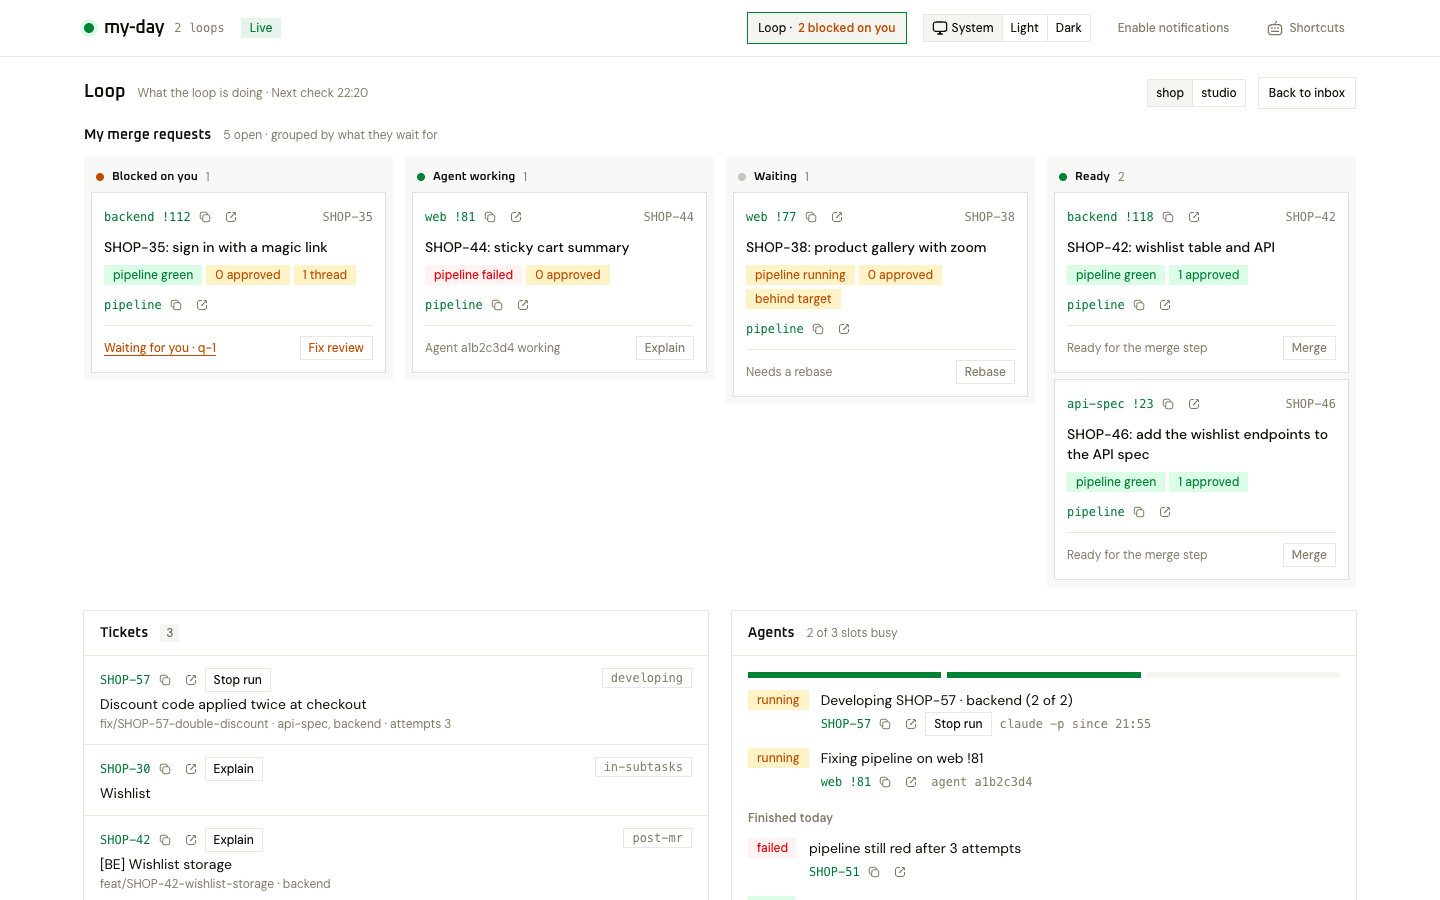 my-day 2 loops Live Loop · 2 blocked on you System Light Dark Enable notifications Shortcuts
Loop What the loop is doing · Next check 22:20 shop studio Back to inbox
My merge requests 5 open · grouped by what they wait for
Blocked on you 1
backend !112 SHOP-35
SHOP-35: sign in with a magic link
pipeline green 0 approved 1 thread
pipeline
Waiting for you · q-1 Fix review
Agent working 1
web !81 SHOP-44
SHOP-44: sticky cart summary
pipeline failed 0 approved
pipeline
Agent a1b2c3d4 working Explain
Waiting 1
web !77 SHOP-38
SHOP-38: product gallery with zoom
pipeline running 0 approved
behind target
pipeline
Needs a rebase Rebase
Ready 2
backend !118 SHOP-42
SHOP-42: wishlist table and API
pipeline green 1 approved
pipeline
Ready for the merge step Merge
api-spec !23 SHOP-46
SHOP-46: add the wishlist endpoints to
the API spec
pipeline green 1 approved
pipeline
Ready for the merge step Merge
Tickets 3
SHOP-57 Stop run developing
Discount code applied twice at checkout
fix/SHOP-57-double-discount · api-spec, backend · attempts 3
SHOP-30 Explain in-subtasks
Wishlist
SHOP-42 Explain post-mr
[BE] Wishlist storage
feat/SHOP-42-wishlist-storage · backend
Agents 2 of 3 slots busy
running Developing SHOP-57 · backend (2 of 2)
SHOP-57 Stop run claude -p since 21:55
running Fixing pipeline on web !81
web !81 agent a1b2c3d4
Finished today
failed pipeline still red after 3 attempts
SHOP-51